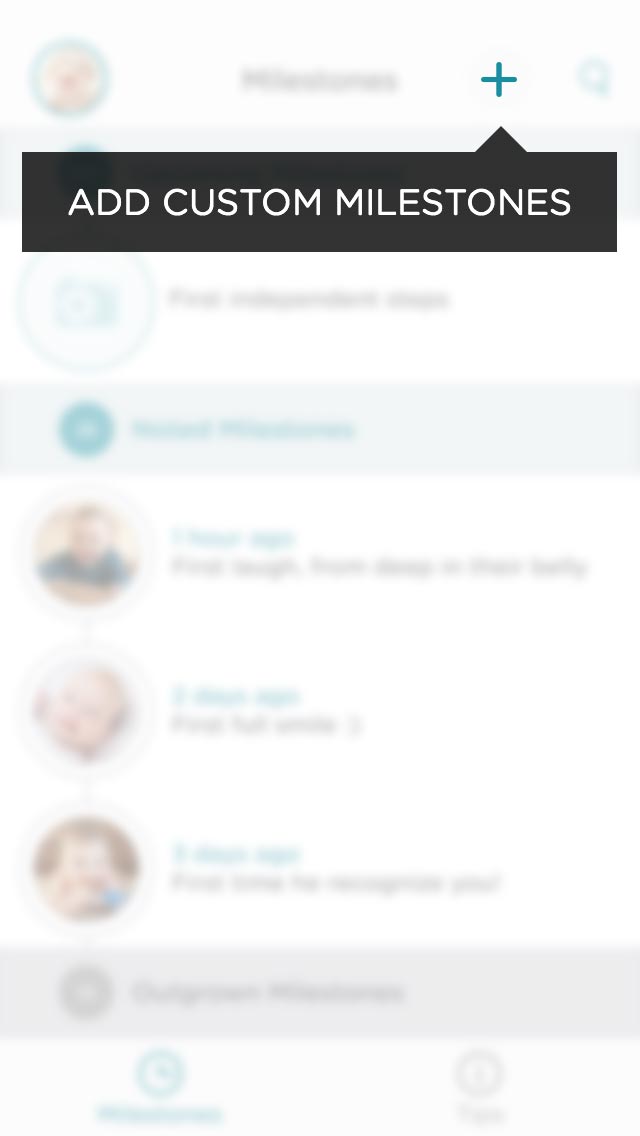 Milestones
ADD CUSTOM MILESTONES
First independent steps
Noted Milestones
1 hour ago
First laugh, from deep in their belly
2 days ago
First full smile :)
3 days ago
First time he recognize you!
Outgrown Milestones
Milestones
Tips